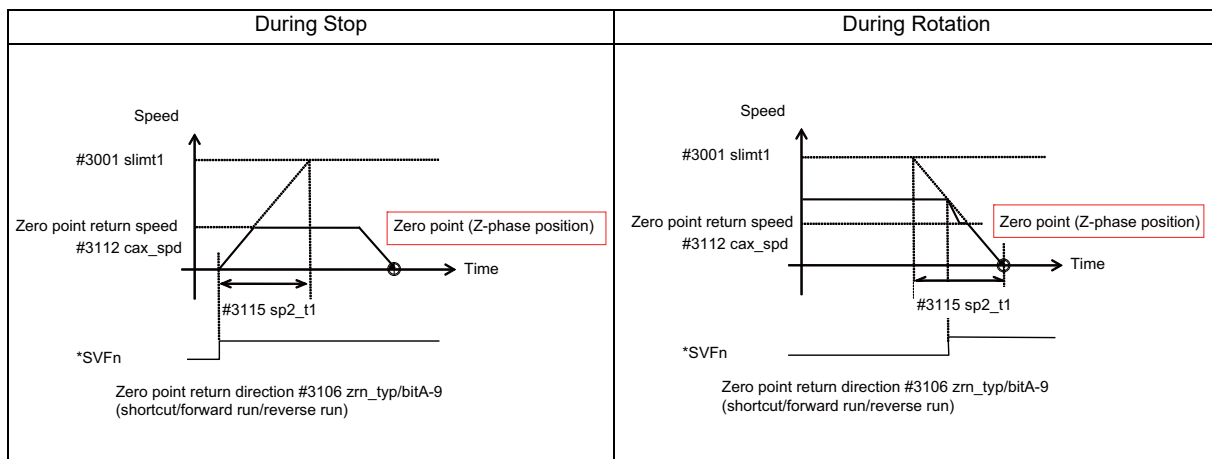 During Stop
Speed
#3001 slimt1
Zero point return speed
#3112 cax_spd
Zero point (Z-phase position)
Time
#3115 sp2_t1
*SVFn
Zero point return direction #3106 zrn_typ/bitA-9
(shortcut/forward run/reverse run)
During Rotation
Speed
#3001 slimt1
Zero point return speed
#3112 cax_spd
Zero point (Z-phase position)
Time
#3115 sp2_t1
*SVFn
Zero point return direction #3106 zrn_typ/bitA-9
(shortcut/forward run/reverse run)